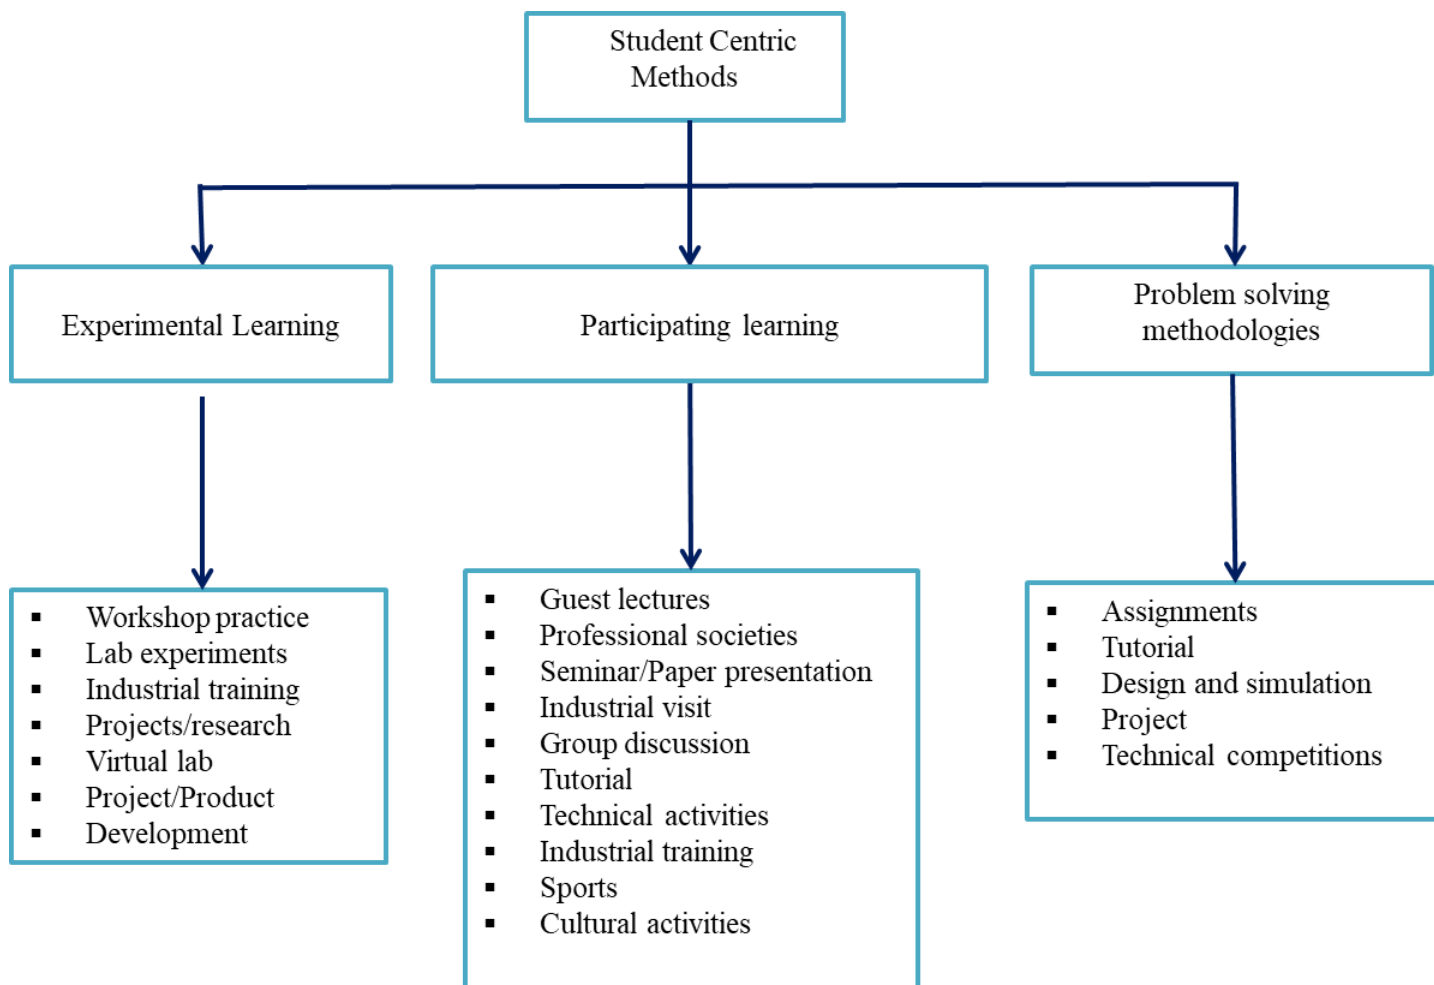 Student Centric
Methods
Experimental Learning
Participating learning
Problem solving
methodologies
▪ Workshop practice
▪ Lab experiments
▪ Industrial training
▪ Projects/research
▪ Virtual lab
▪ Project/Product
▪ Development
▪ Guest lectures
▪ Professional societies
▪ Seminar/Paper presentation
▪ Industrial visit
▪ Group discussion
▪ Tutorial
▪ Technical activities
▪ Industrial training
▪ Sports
▪ Cultural activities
▪ Assignments
▪ Tutorial
▪ Design and simulation
▪ Project
▪ Technical competitions